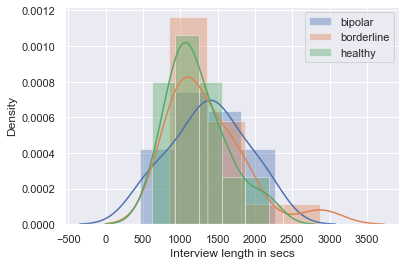 bipolar
borderline
healthy
0.0012
0.0010
0.0008
0.0006
0.0004
0.0002
0.0000
Density
-500 0 500 1000 1500 2000 2500 3000 3500
Interview length in secs